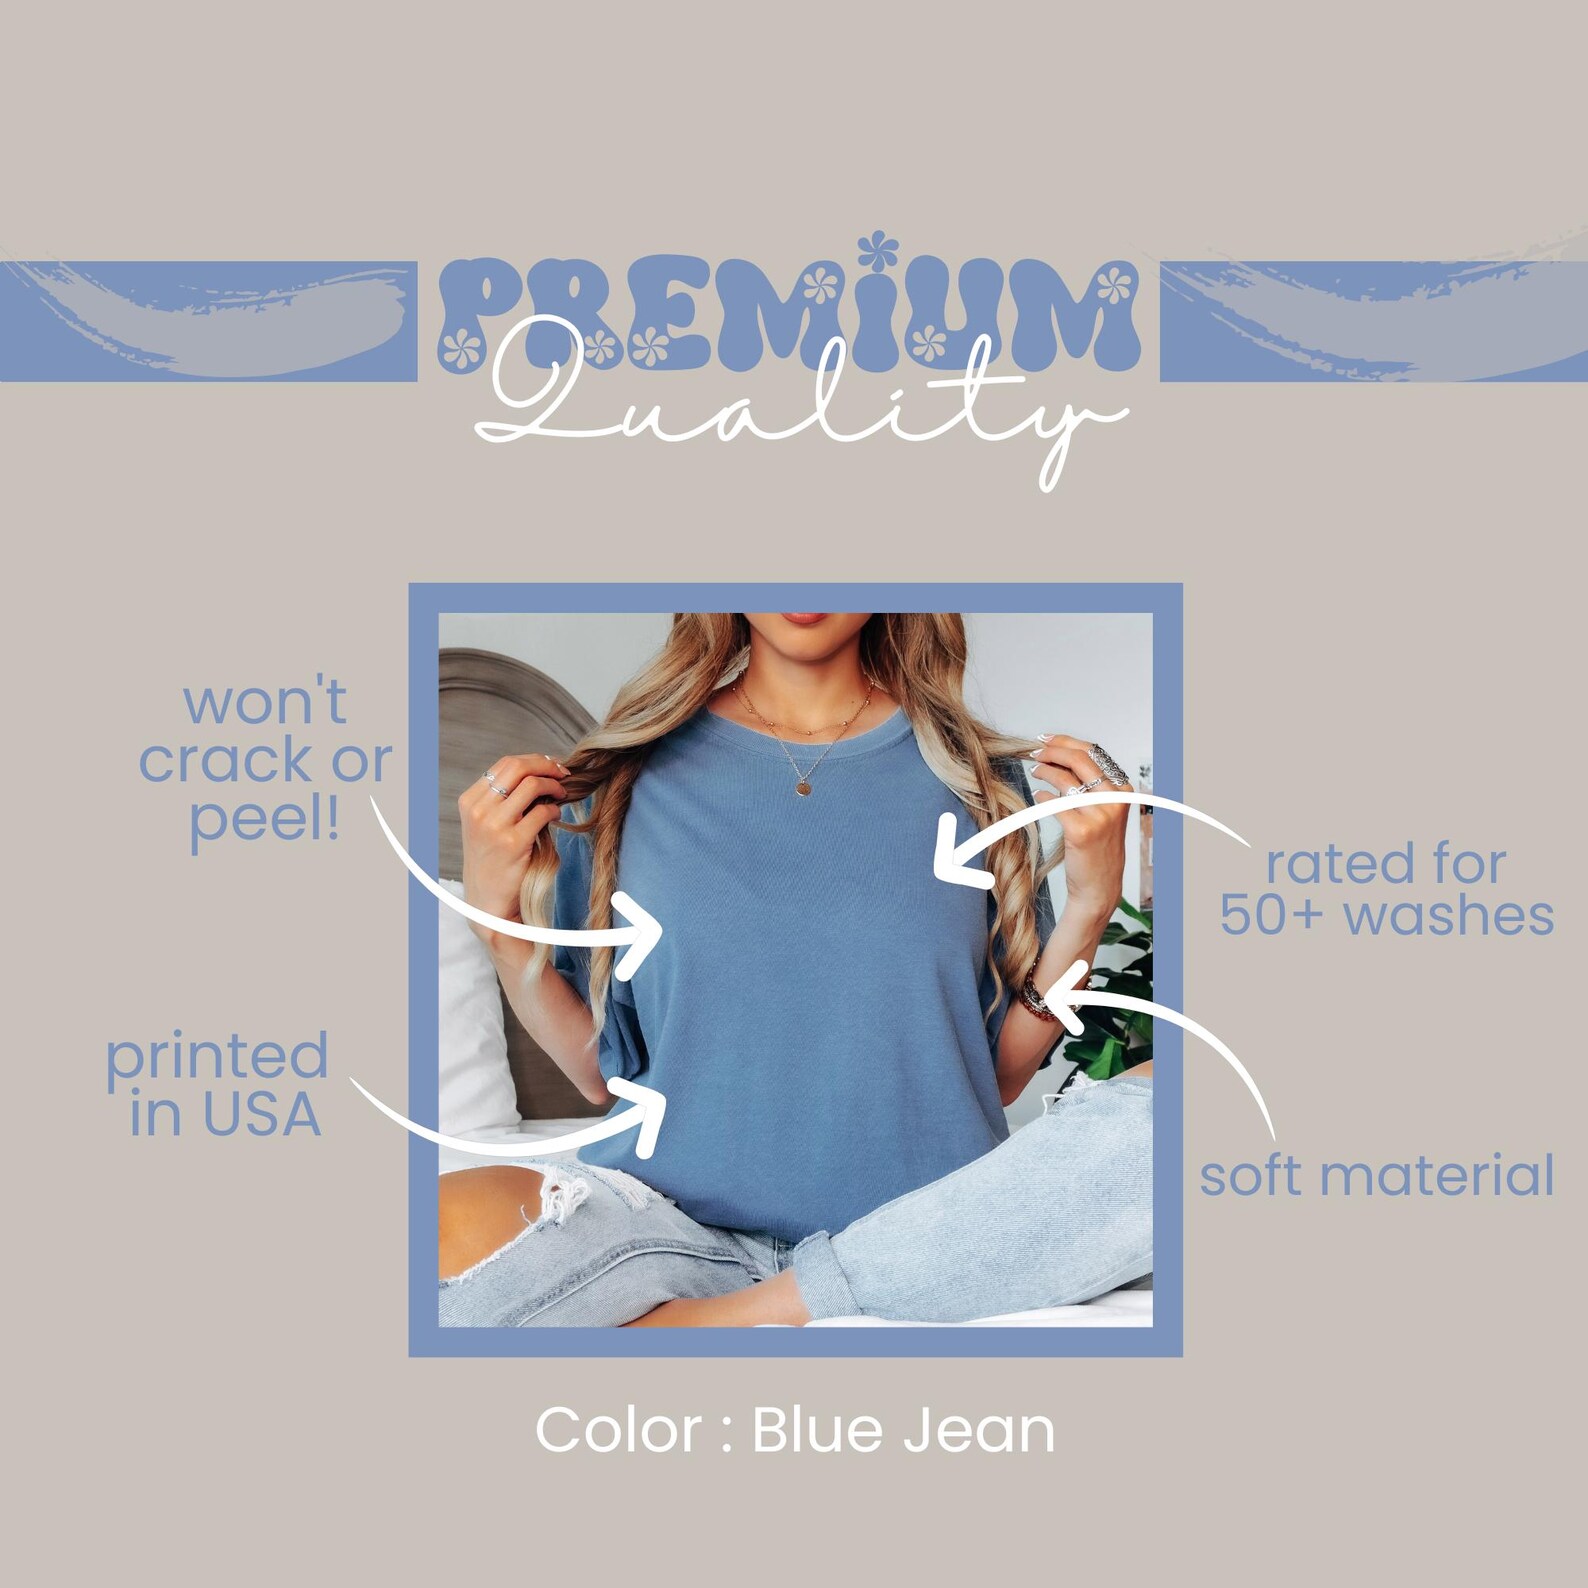 PREMIUM
Quality
won't
crack or
peel!
rated for
50+ washes
printed
in USA
soft material
Color : Blue Jean